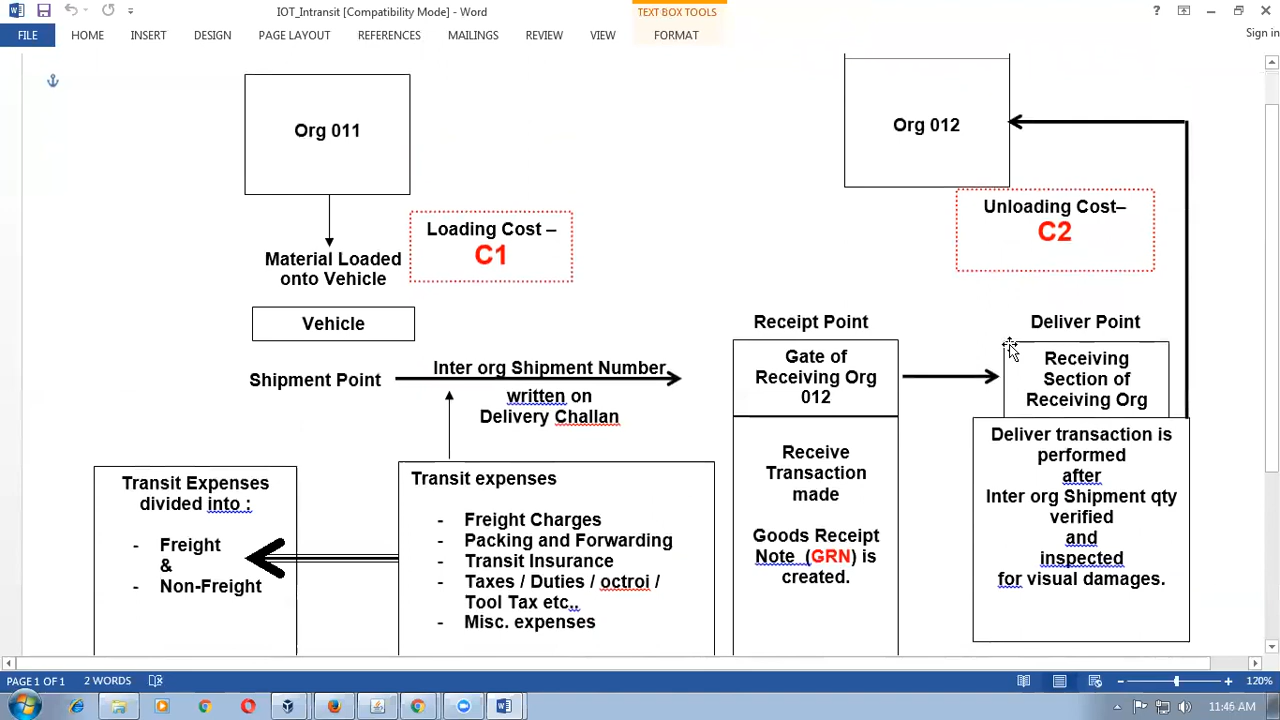 IOT_Intransit [Compatibility Mode] - Word
TEXT BOX TOOLS
?
FILE
HOME
INSERT
DESIGN
PAGE LAYOUT
REFERENCES
MAILINGS
REVIEW
VIEW
FORMAT
Sign in
Org 011
Org 012
Loading Cost –
C1
Unloading Cost–
C2
Material Loaded
onto Vehicle
Vehicle
Shipment Point
Inter org Shipment Number
written on
Delivery Challan
Receipt Point
Gate of
Receiving Org
012
Receive
Transaction
made
Goods Receipt
Note (GRN) is
created.
Deliver Point
Receiving
Section of
Receiving Org
Deliver transaction is
performed
after
Inter org Shipment qty
verified
and
inspected
for visual damages.
Transit Expenses
divided into :
- Freight
&
- Non-Freight
Transit expenses
- Freight Charges
- Packing and Forwarding
- Transit Insurance
- Taxes / Duties / octroi /
Tool Tax etc..
- Misc. expenses
PAGE 1 OF 1
2 WORDS
120%
11:46 AM